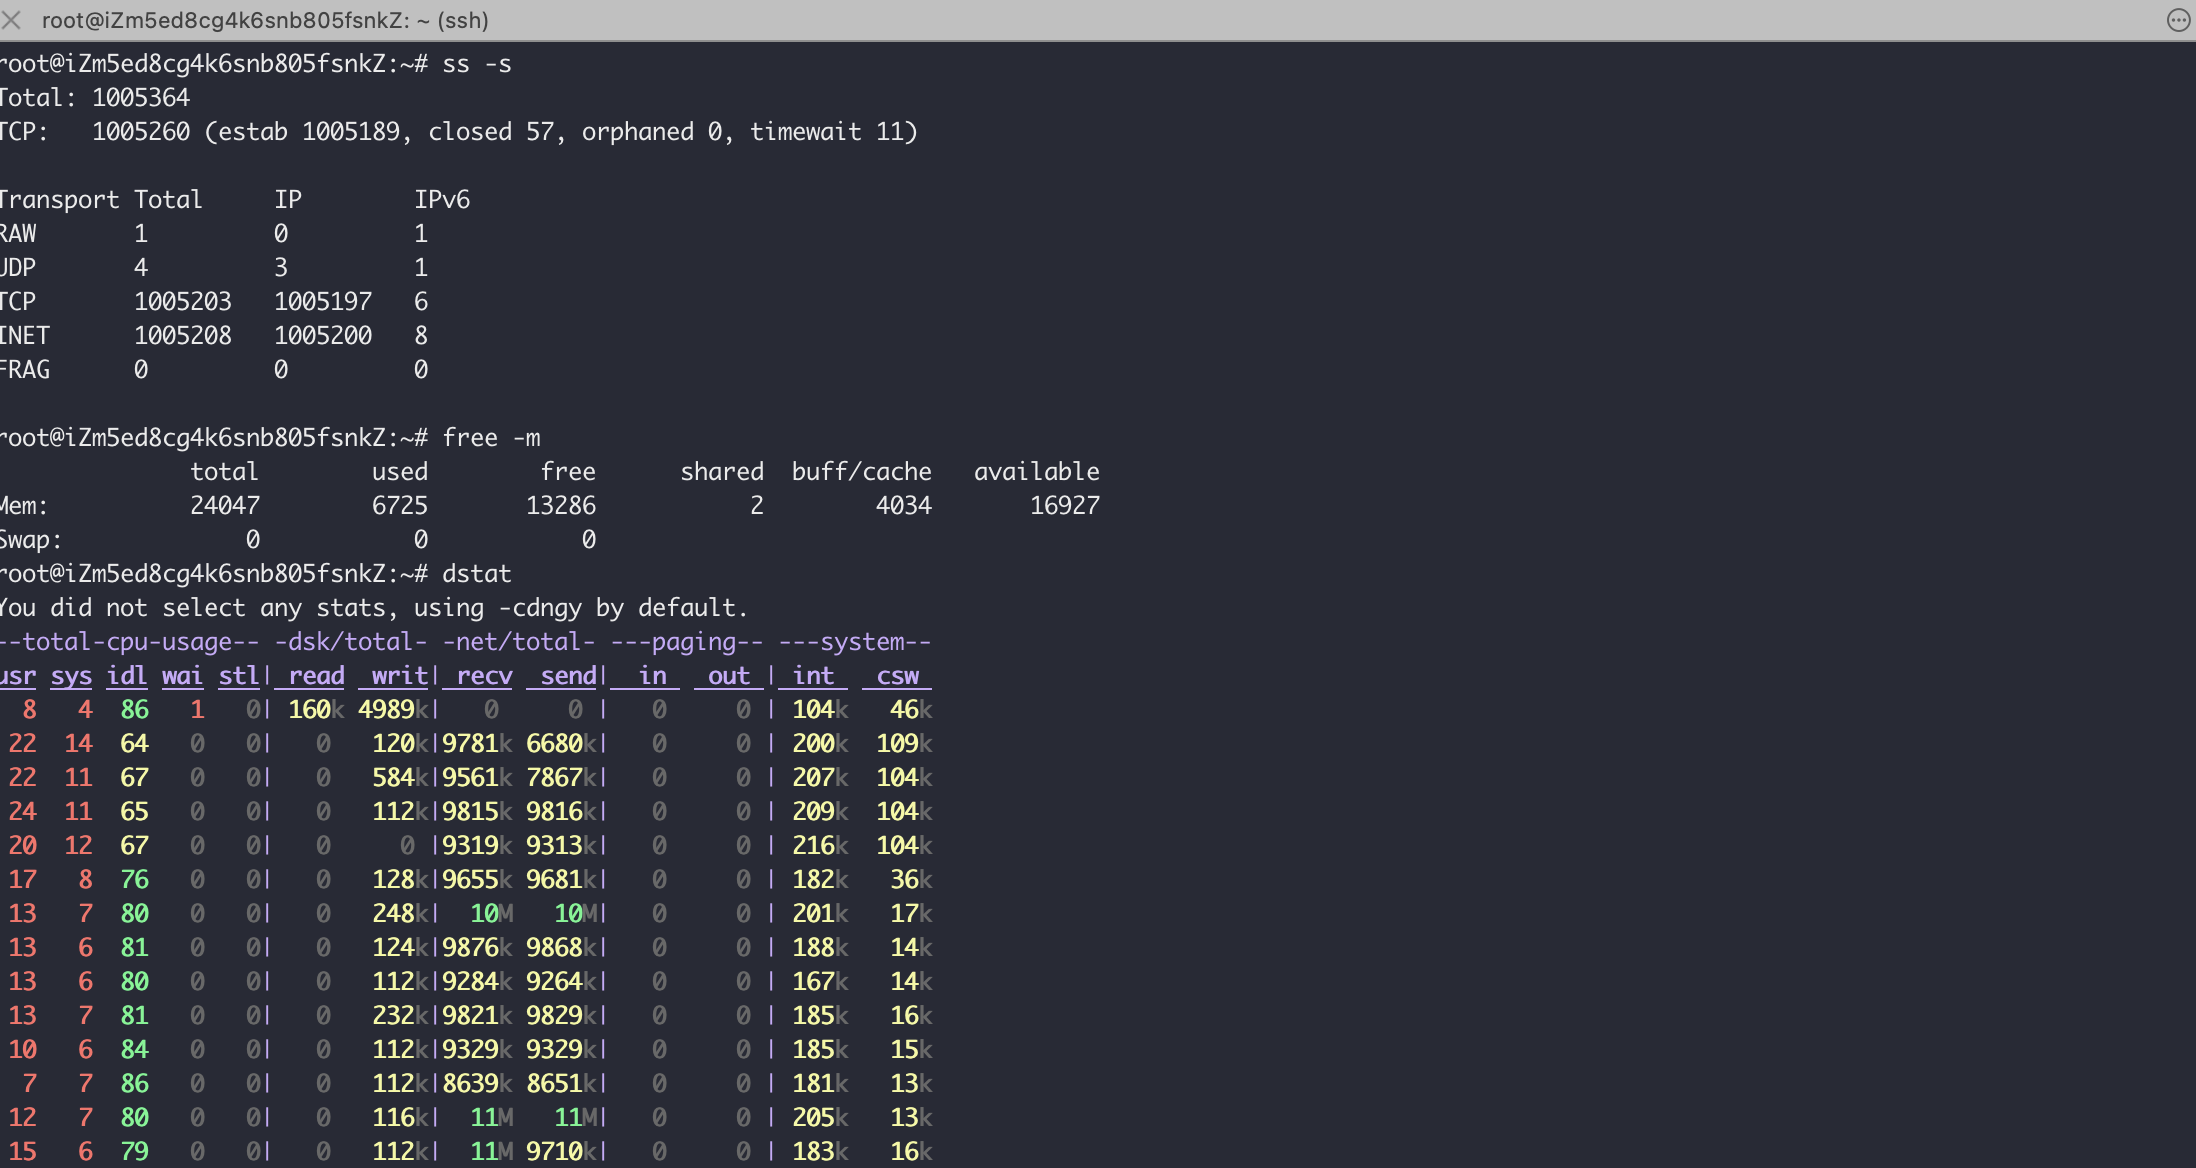 root@iZm5ed8cg4k6snb805fsnkZ: ~ (ssh)
root@iZm5ed8cg4k6snb805fsnkZ:~# ss -s
Total: 1005364
TCP:   1005260 (estab 1005189, closed 57, orphaned 0, timewait 11)
Transport Total     IP        IPv6
RAW       1         0         1
UDP       4         3         1
TCP       1005203   1005197   6
INET      1005208   1005200   8
FRAG      0         0         0
root@iZm5ed8cg4k6snb805fsnkZ:~# free -m
              total        used        free      shared  buff/cache   available
Mem:          24047        6725       13286           2        4034       16927
Swap:             0           0           0
root@iZm5ed8cg4k6snb805fsnkZ:~# dstat
You did not select any stats, using -cdngy by default.
--total-cpu-usage-- -dsk/total- -net/total- ---paging-- ---system--
usr sys idl wai stl| read  writ| recv  send|  in   out | int   csw
  8   4  86   1   0| 160k 4989k|   0     0 |   0     0 | 104k   46k
 22  14  64   0   0|   0   120k|9781k 6680k|   0     0 | 200k  109k
 22  11  67   0   0|   0   584k|9561k 7867k|   0     0 | 207k  104k
 24  11  65   0   0|   0   112k|9815k 9816k|   0     0 | 209k  104k
 20  12  67   0   0|   0     0 |9319k 9313k|   0     0 | 216k  104k
 17   8  76   0   0|   0   128k|9655k 9681k|   0     0 | 182k   36k
 13   7  80   0   0|   0   248k|  10M   10M|   0     0 | 201k   17k
 13   6  81   0   0|   0   124k|9876k 9868k|   0     0 | 188k   14k
 13   6  80   0   0|   0   112k|9284k 9264k|   0     0 | 167k   14k
 13   7  81   0   0|   0   232k|9821k 9829k|   0     0 | 185k   16k
 10   6  84   0   0|   0   112k|9329k 9329k|   0     0 | 185k   15k
  7   7  86   0   0|   0   112k|8639k 8651k|   0     0 | 181k   13k
 12   7  80   0   0|   0   116k|  11M   11M|   0     0 | 205k   13k
 15   6  79   0   0|   0   112k|  11M 9710k|   0     0 | 183k   16k